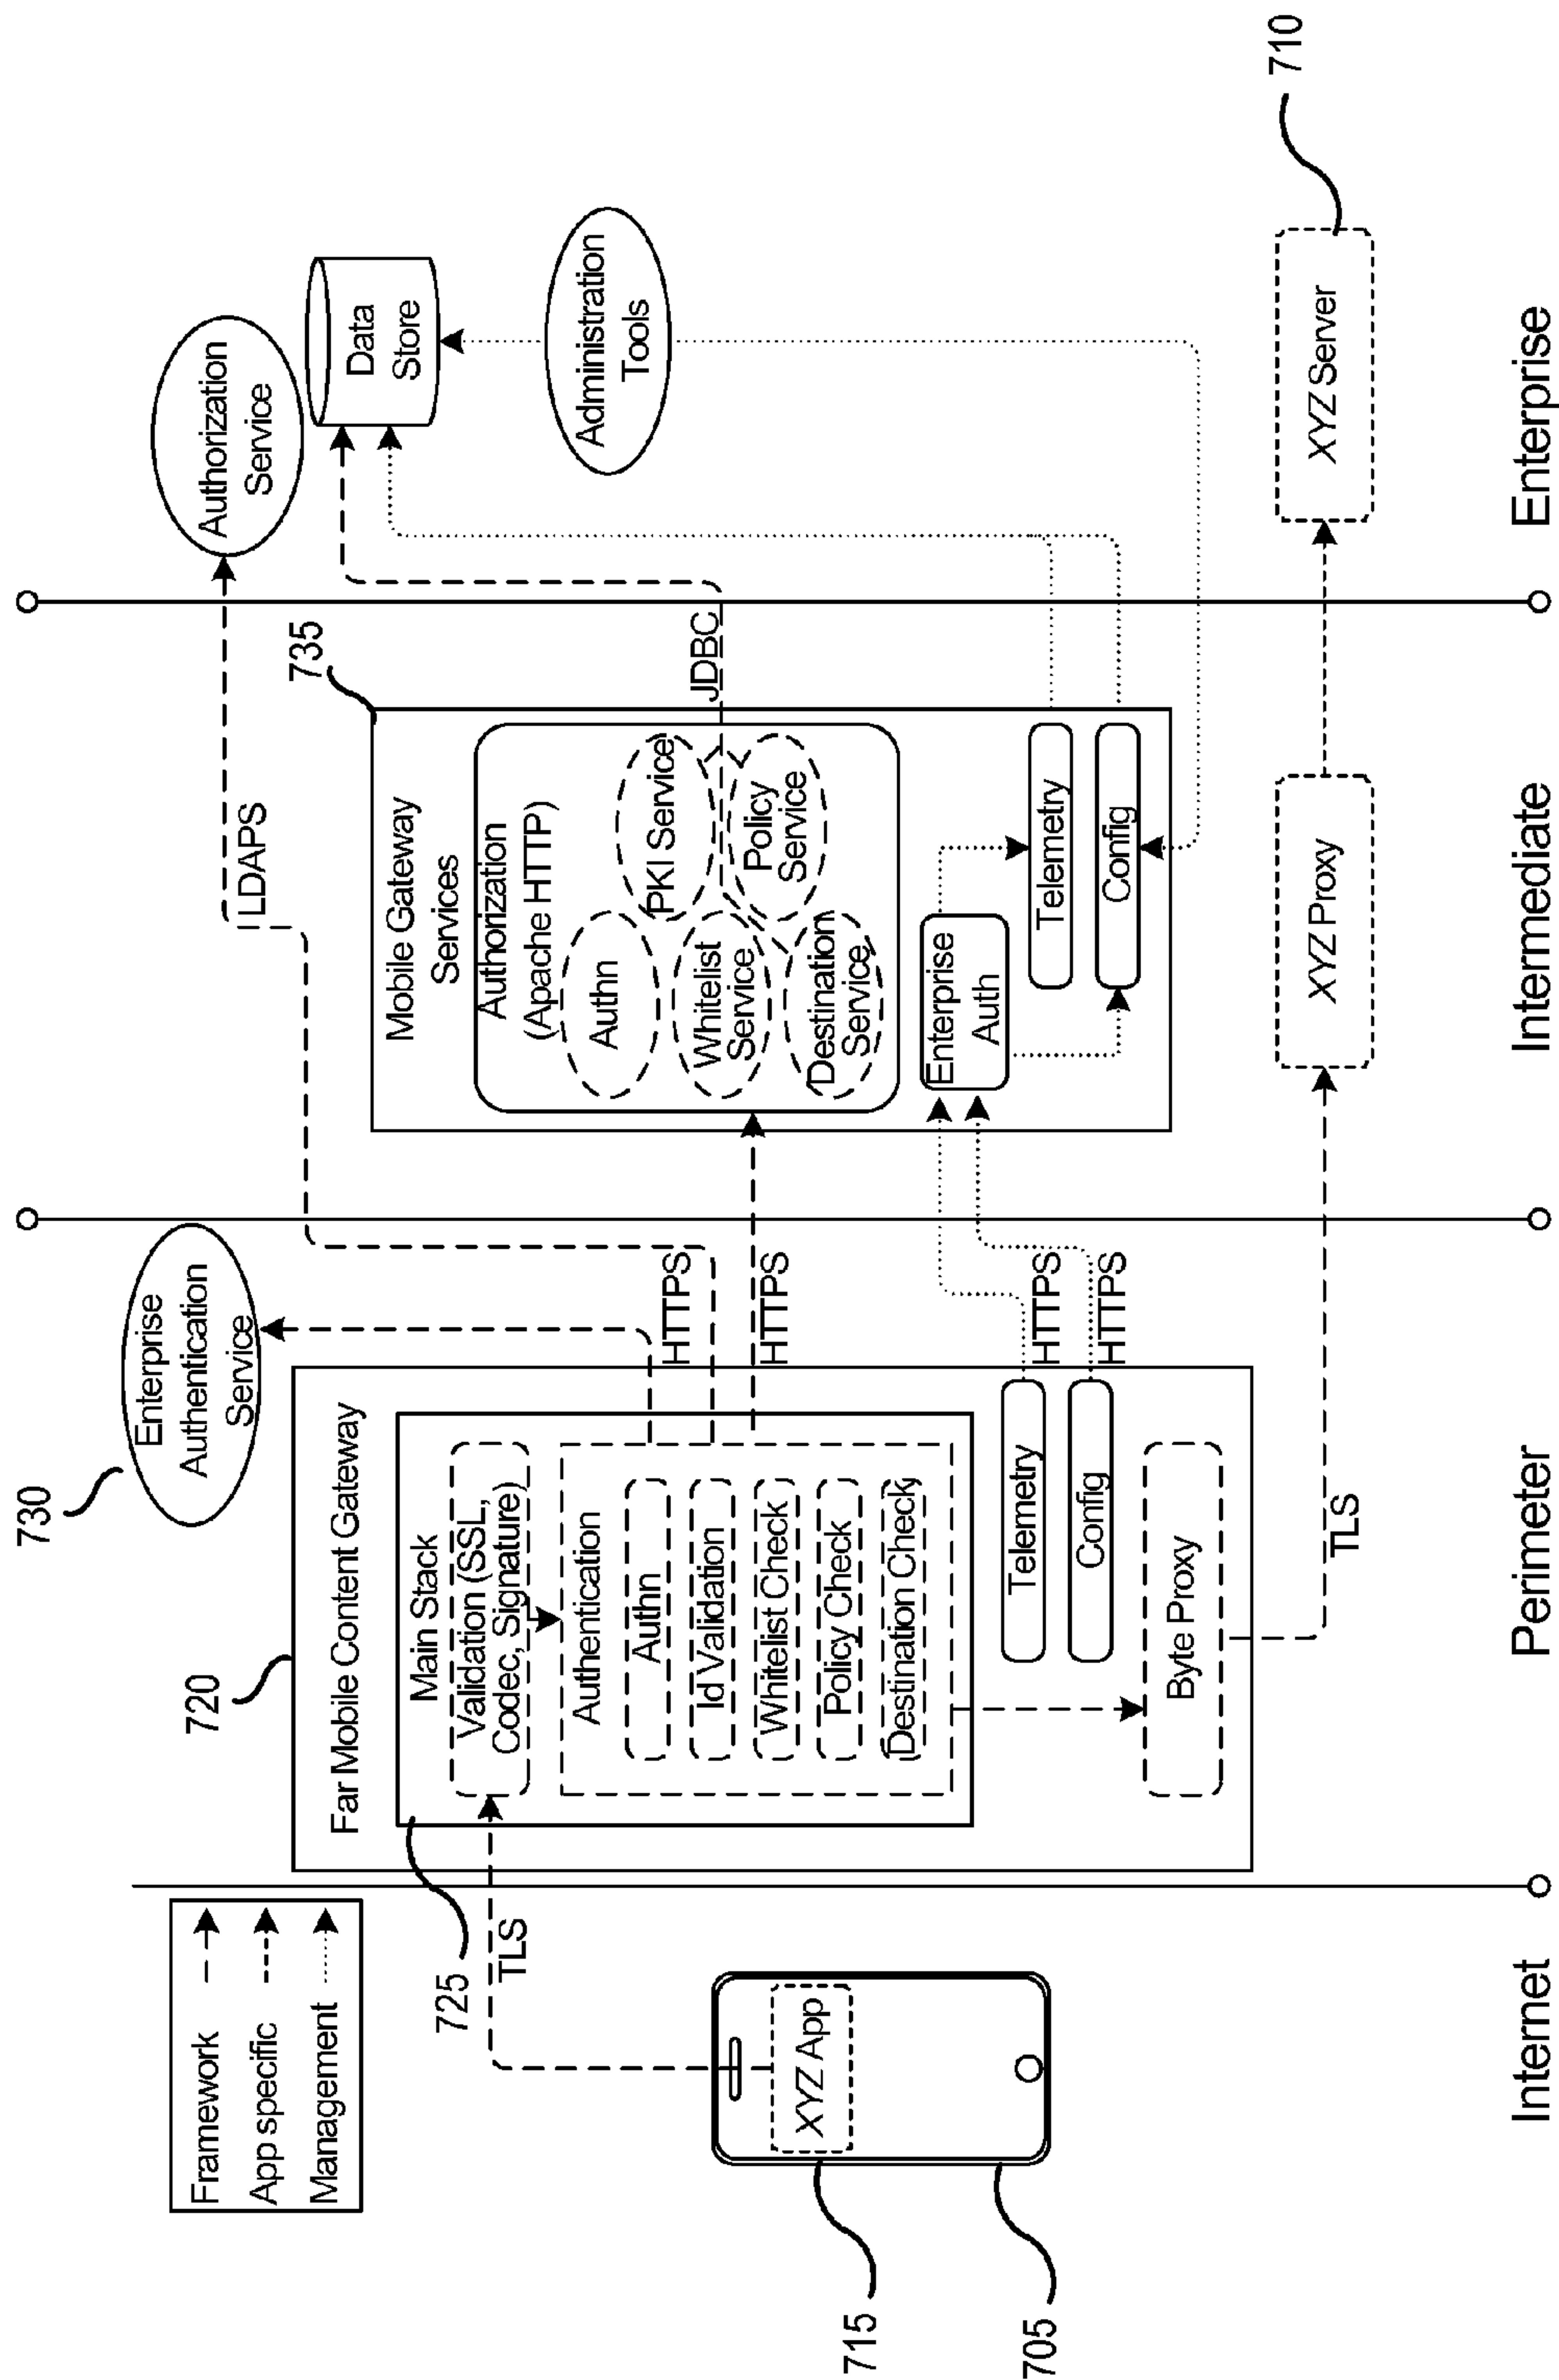 Framework
App specific
Management
715
705
XYZ App
TLS
Internet
720
725
Far Mobile Content Gateway
Main Stack
Validation (SSL,
Codec, Signature)
Authentication
Authn
Id Validation
Whitelist Check
Policy Check
Destination Check
Telemetry
Config
Byte Proxy
730
Enterprise
Authentication
Service
HTTPS
HTTPS
HTTPS
HTTPS
TLS
Perimeter
LDAPS
735
Mobile Gateway
Services
Authorization
(Apache HTTP)
Authn
PKI Service
Whitelist
Service
Policy
Service
Destination
Service
JDBC
Enterprise
Auth
Telemetry
Config
XYZ Proxy
Intermediate
Authorization
Service
Data
Store
Administration
Tools
XYZ Server
710
Enterprise